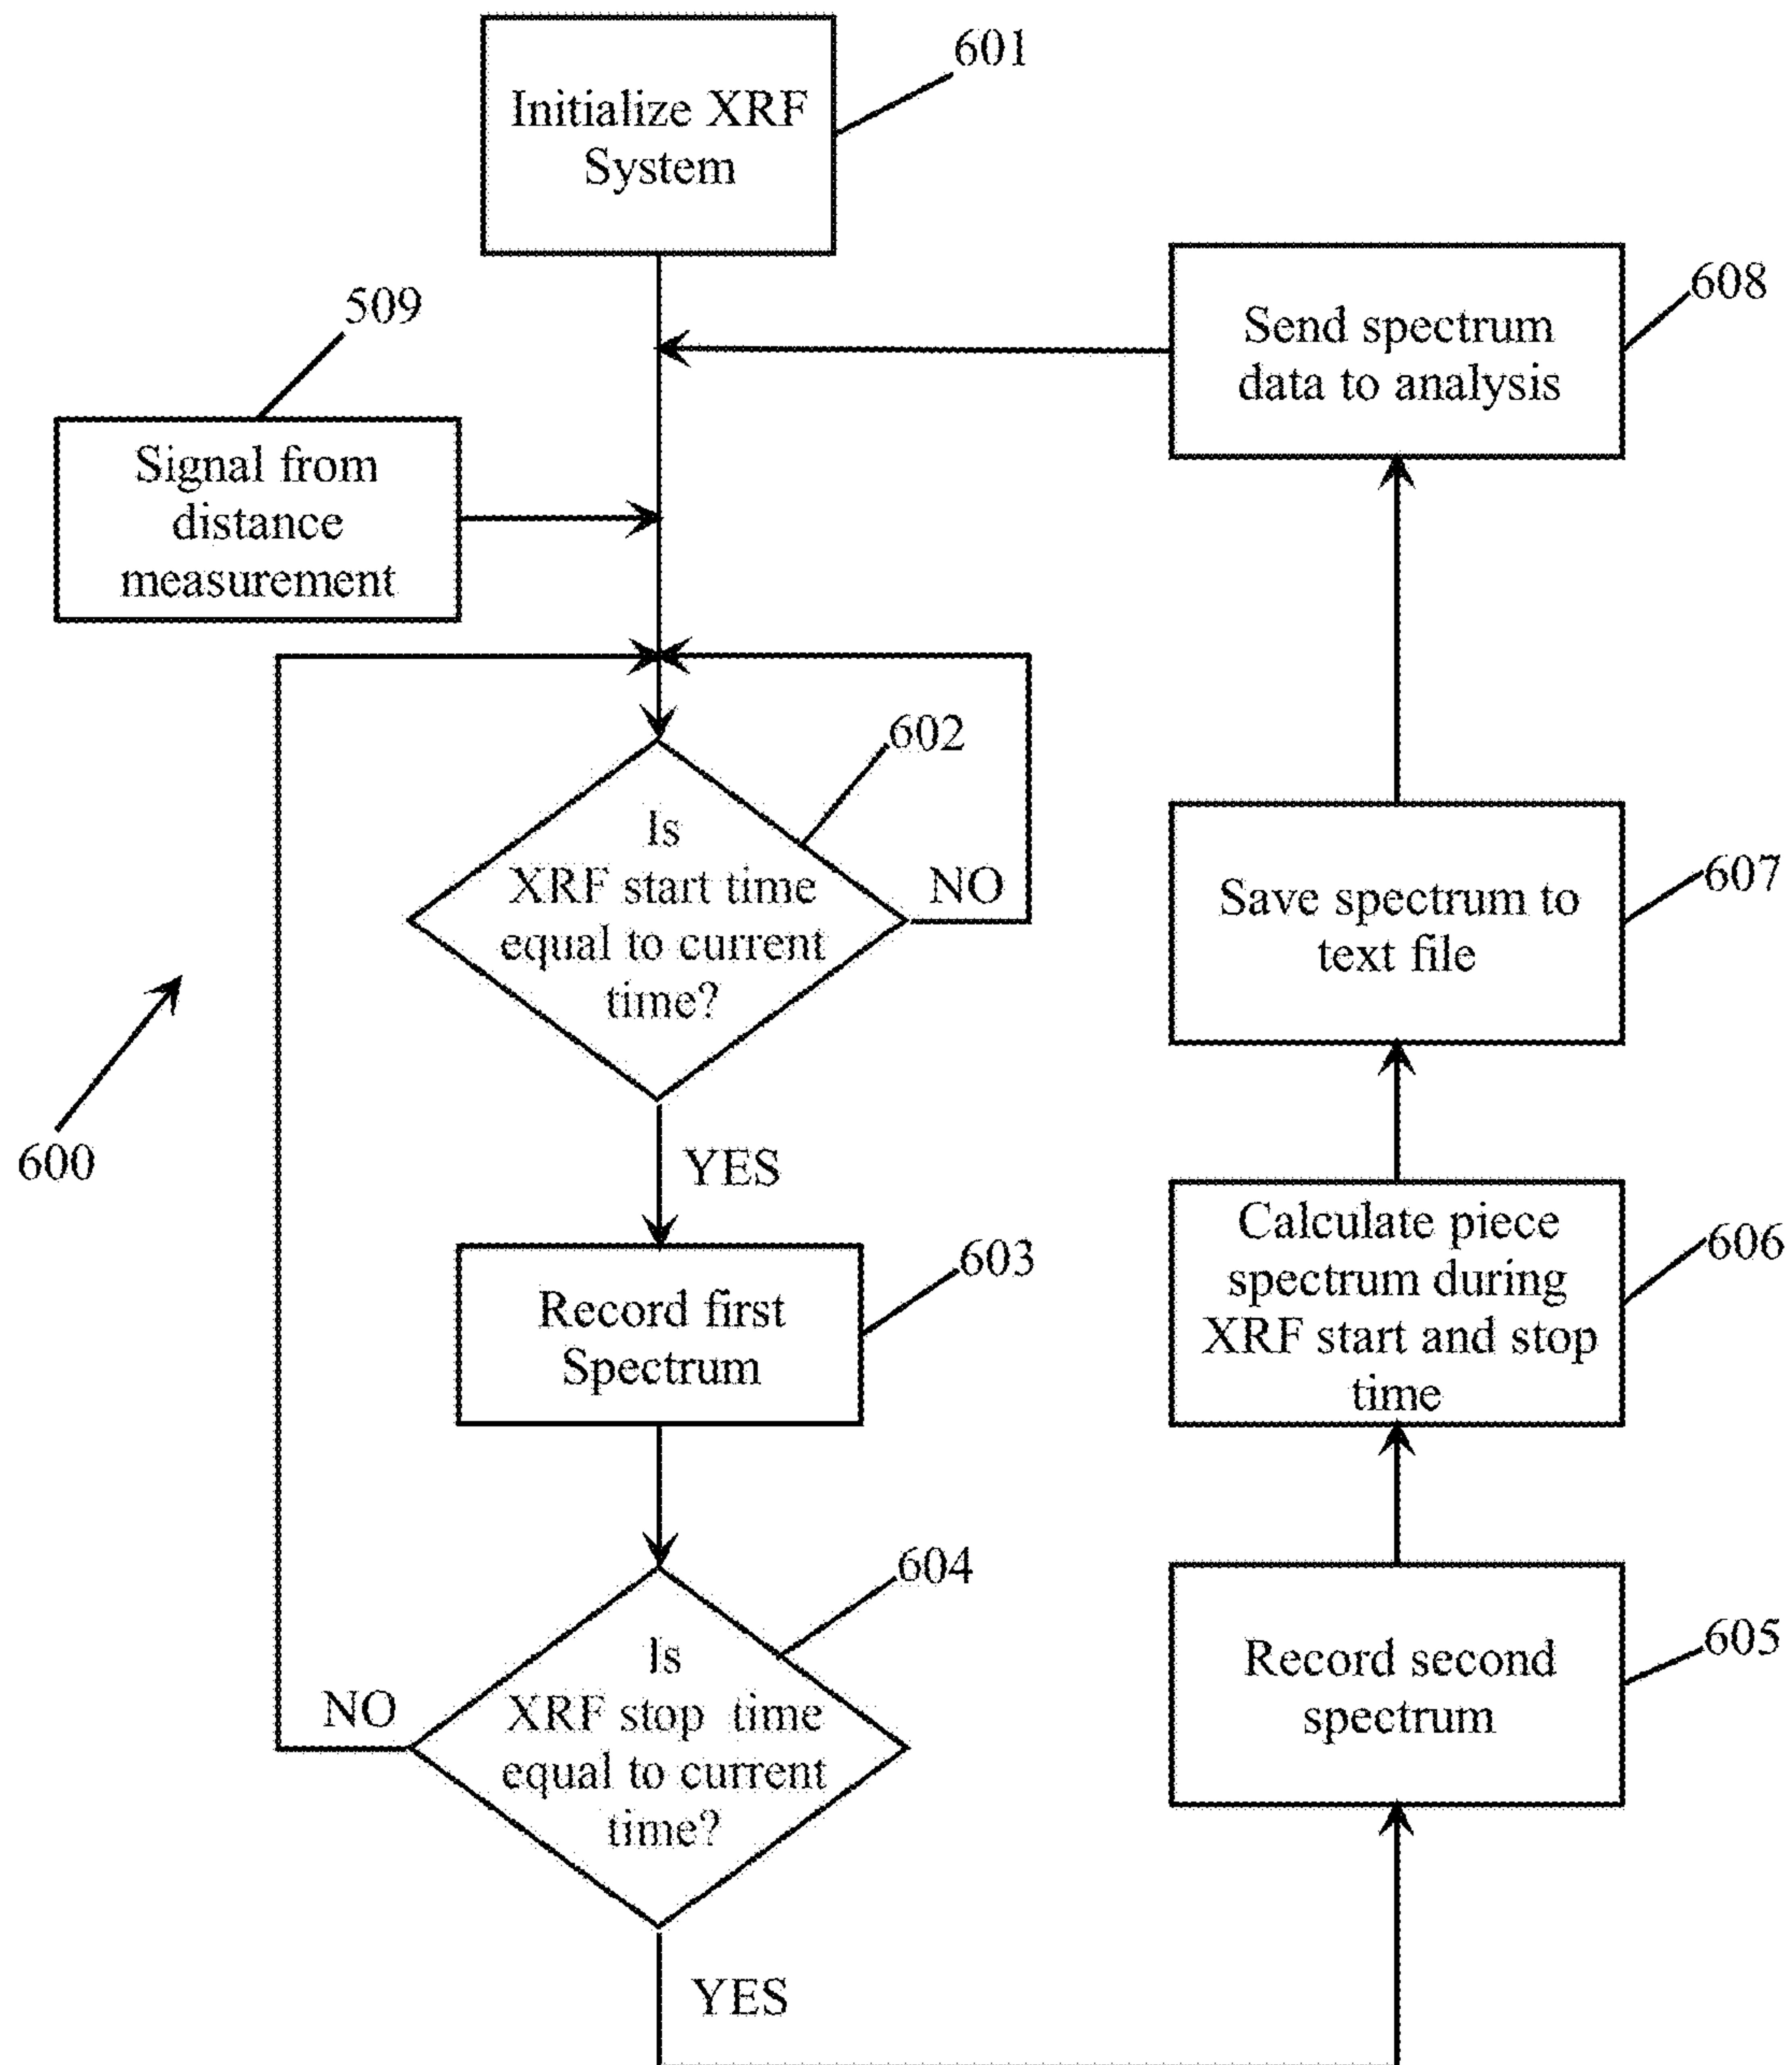 601
Initialize XRF
System
509
Signal from
distance
measurement
608
Send spectrum
data to analysis
602
Is
XRF start time
equal to current
time?
NO
YES
600
603
Record first
Spectrum
604
Is
XRF stop time
equal to current
time?
NO
YES
605
Record second
spectrum
606
Calculate piece
spectrum during
XRF start and stop
time
607
Save spectrum to
text file